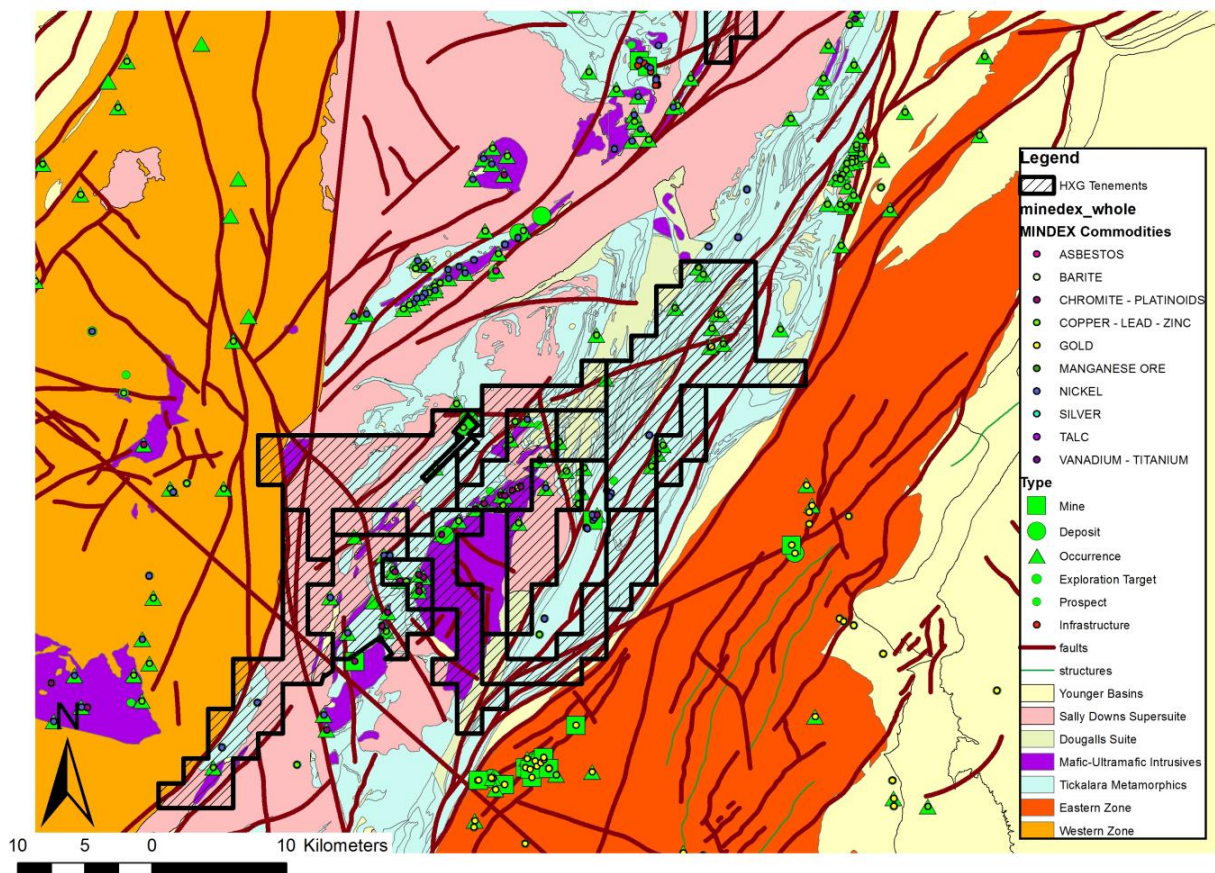 Legend
HXG Tenements
minedex_whole
MINDEX Commodities
ASBESTOS
BARITE
CHROMITE - PLATINOIDS
COPPER - LEAD - ZINC
GOLD
MANGANESE ORE
NICKEL
SILVER
TALC
VANADIUM - TITANIUM
Type
Mine
Deposit
Occurrence
Exploration Target
Prospect
Infrastructure
faults
structures
Younger Basins
Sally Downs Supersuite
Dougalls Suite
Mafic-Ultramafic Intrusives
Tickalara Metamorphics
Eastern Zone
Western Zone
N
10 5 0 10 Kilometers